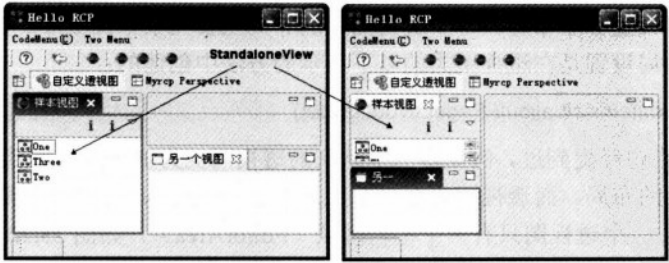 Hello RCP
CodeMenu(C) Two Menu
StandaloneView
自定义透视图 Myrcp Perspective
样本视图
One
Three
Two
另一个视图
Hello RCP
CodeMenu(C) Two Menu
自定义透视图 Myrcp Perspective
样本视图
One
另一